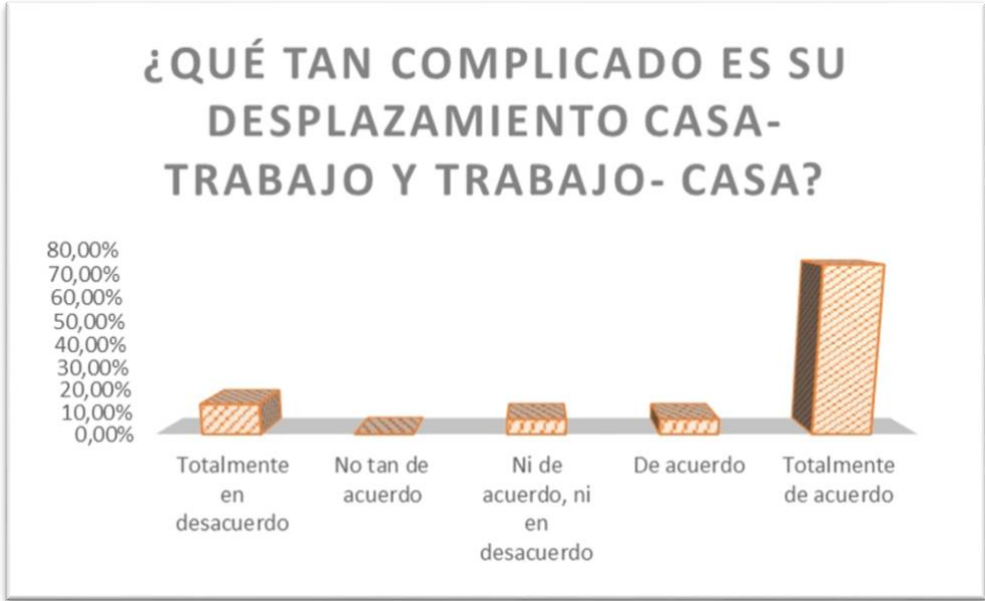 ¿QUÉ TAN COMPLICADO ES SU
DESPLAZAMIENTO CASA-
TRABAJO Y TRABAJO- CASA?
80,00%
70,00%
60,00%
50,00%
40,00%
30,00%
20,00%
10,00%
0,00%
Totalmente
en
desacuerdo
No tan de
acuerdo
Ni de
acuerdo, ni
en
desacuerdo
De acuerdo
Totalmente
de acuerdo